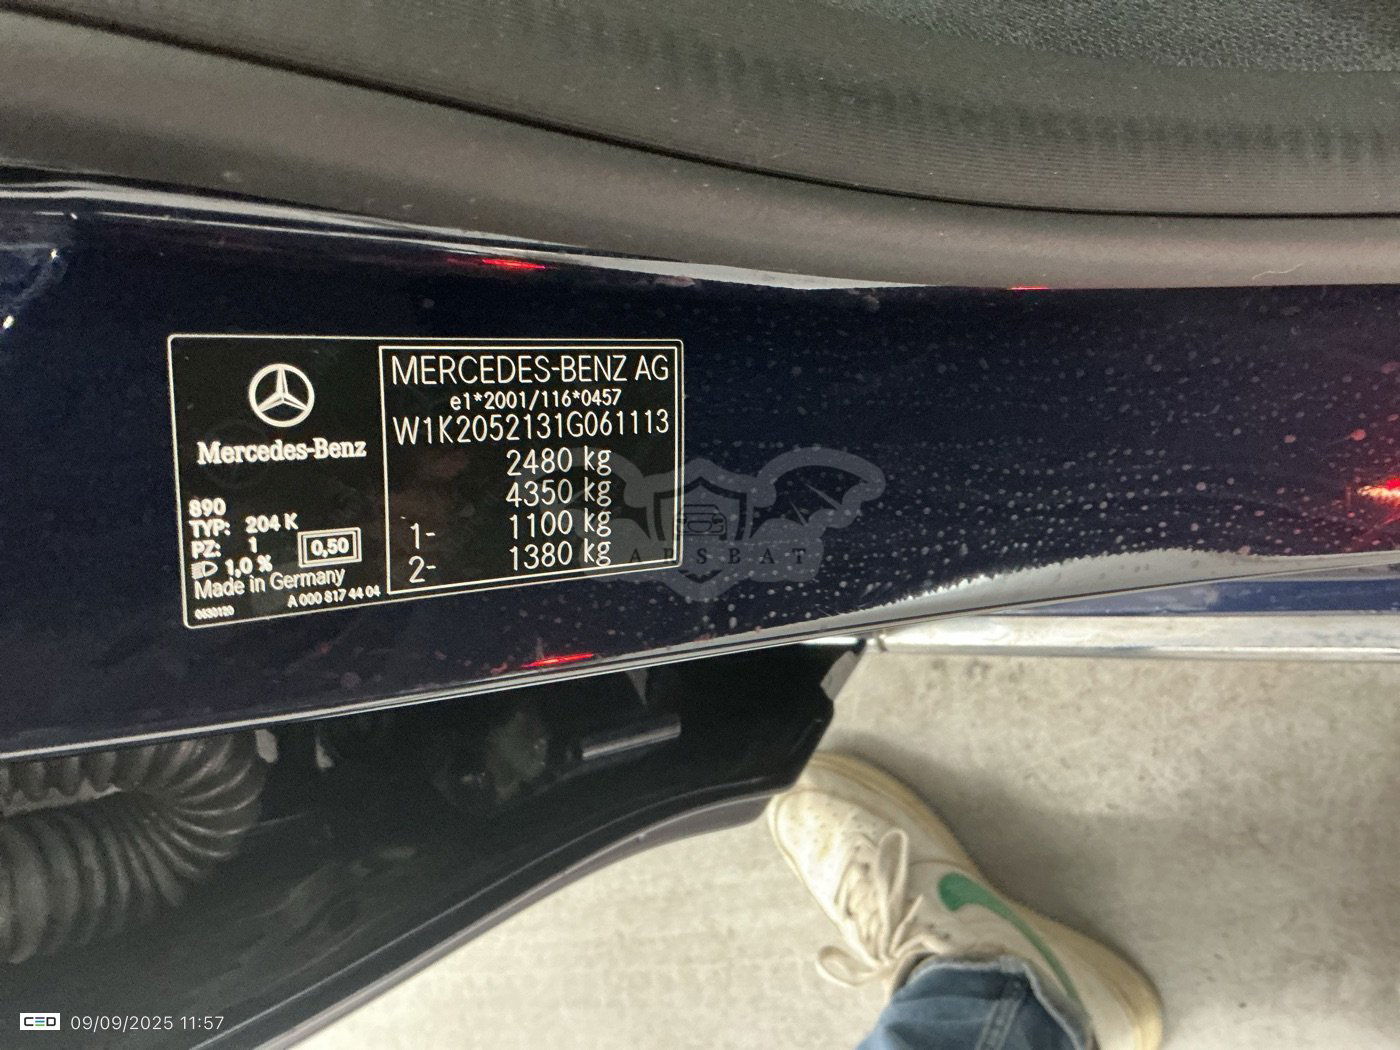 Mercedes-Benz
890
TYP: 204 K
PZ: 1
1,0 %
0,50
Made in Germany
A 000 817 44 04
MERCEDES-BENZ AG
e1*2001/116*0457
W1K2052131G061113
2480 kg
4350 kg
1- 1100 kg
2- 1380 kg
ARSBAT
CED 09/09/2025 11:57